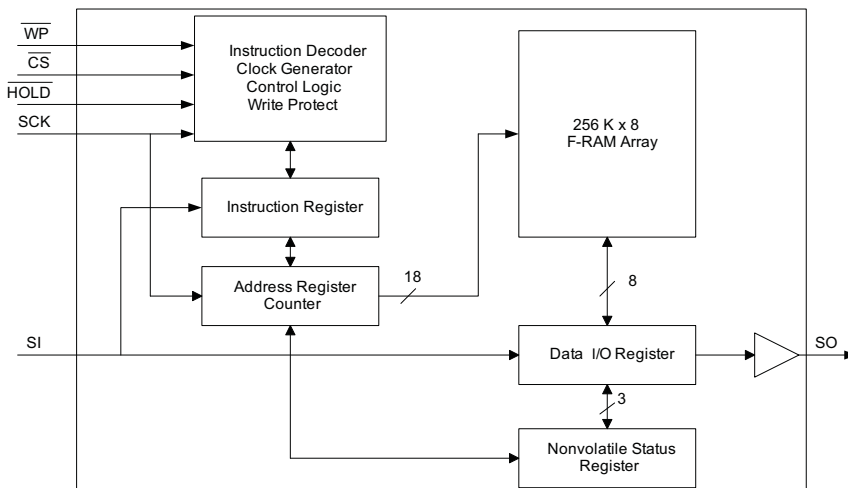 WP
CS
HOLD
SCK
Instruction Decoder
Clock Generator
Control Logic
Write Protect
256 K x 8
F-RAM Array
Instruction Register
Address Register
Counter
18
8
SI
Data I/O Register
SO
3
Nonvolatile Status
Register